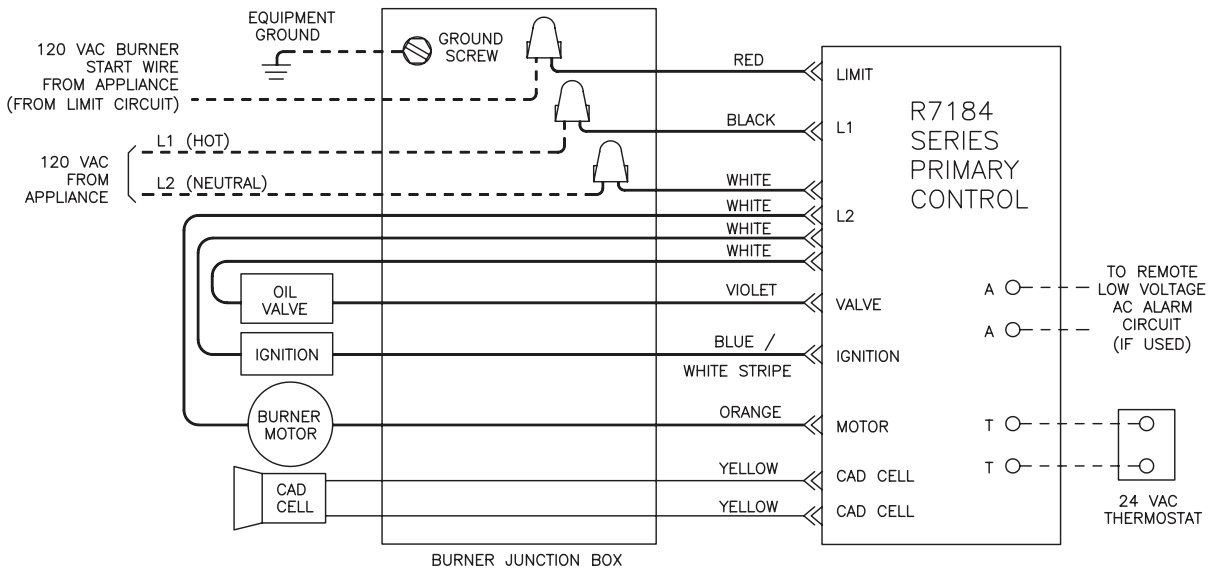 EQUIPMENT
GROUND
120 VAC BURNER
START WIRE
FROM APPLIANCE
(FROM LIMIT CIRCUIT)
GROUND
SCREW
RED
LIMIT
R7184
SERIES
PRIMARY
CONTROL
BLACK
L1
L1 (HOT)
120 VAC
FROM
APPLIANCE
L2 (NEUTRAL)
WHITE
WHITE
L2
WHITE
WHITE
OIL
VALVE
VIOLET
VALVE
A
A
TO REMOTE
LOW VOLTAGE
AC ALARM
CIRCUIT
(IF USED)
IGNITION
BLUE /
WHITE STRIPE
IGNITION
BURNER
MOTOR
ORANGE
MOTOR
T
T
24 VAC
THERMOSTAT
CAD
CELL
YELLOW
CAD CELL
YELLOW
CAD CELL
BURNER JUNCTION BOX